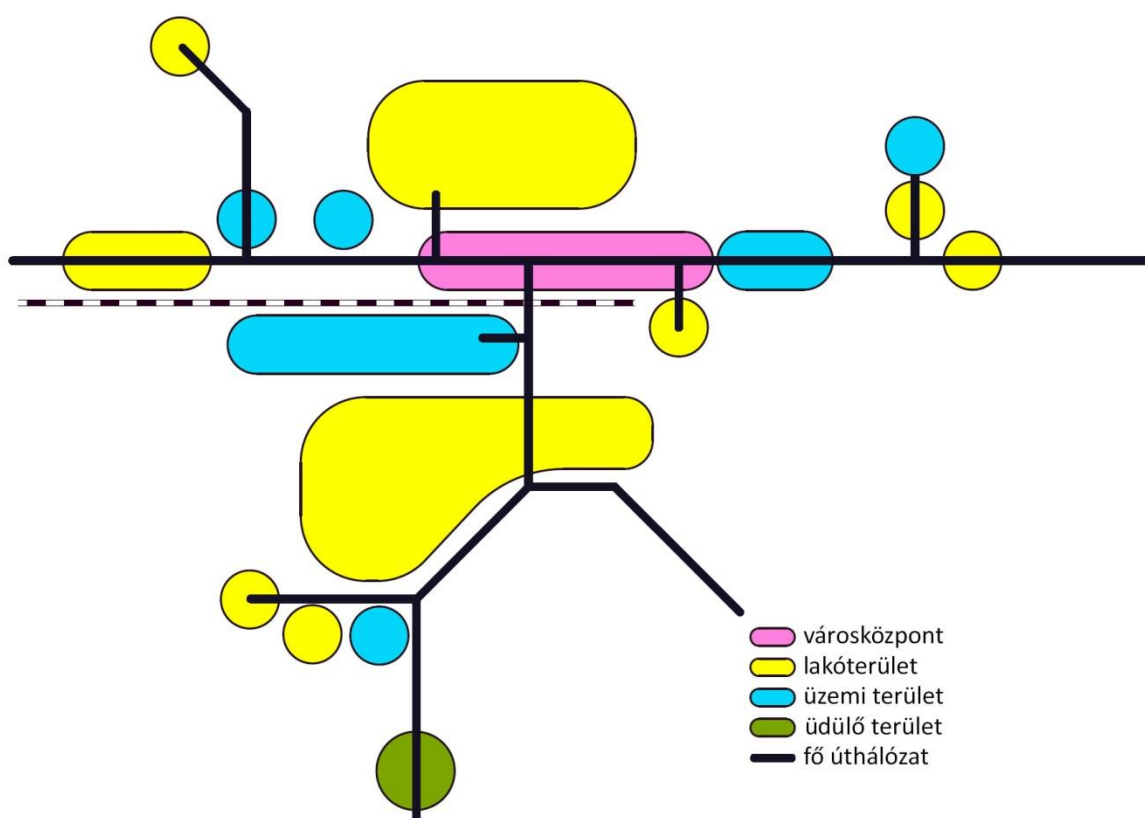 városközpont
lakóterület
üzemi terület
üdülő terület
fő úthálózat